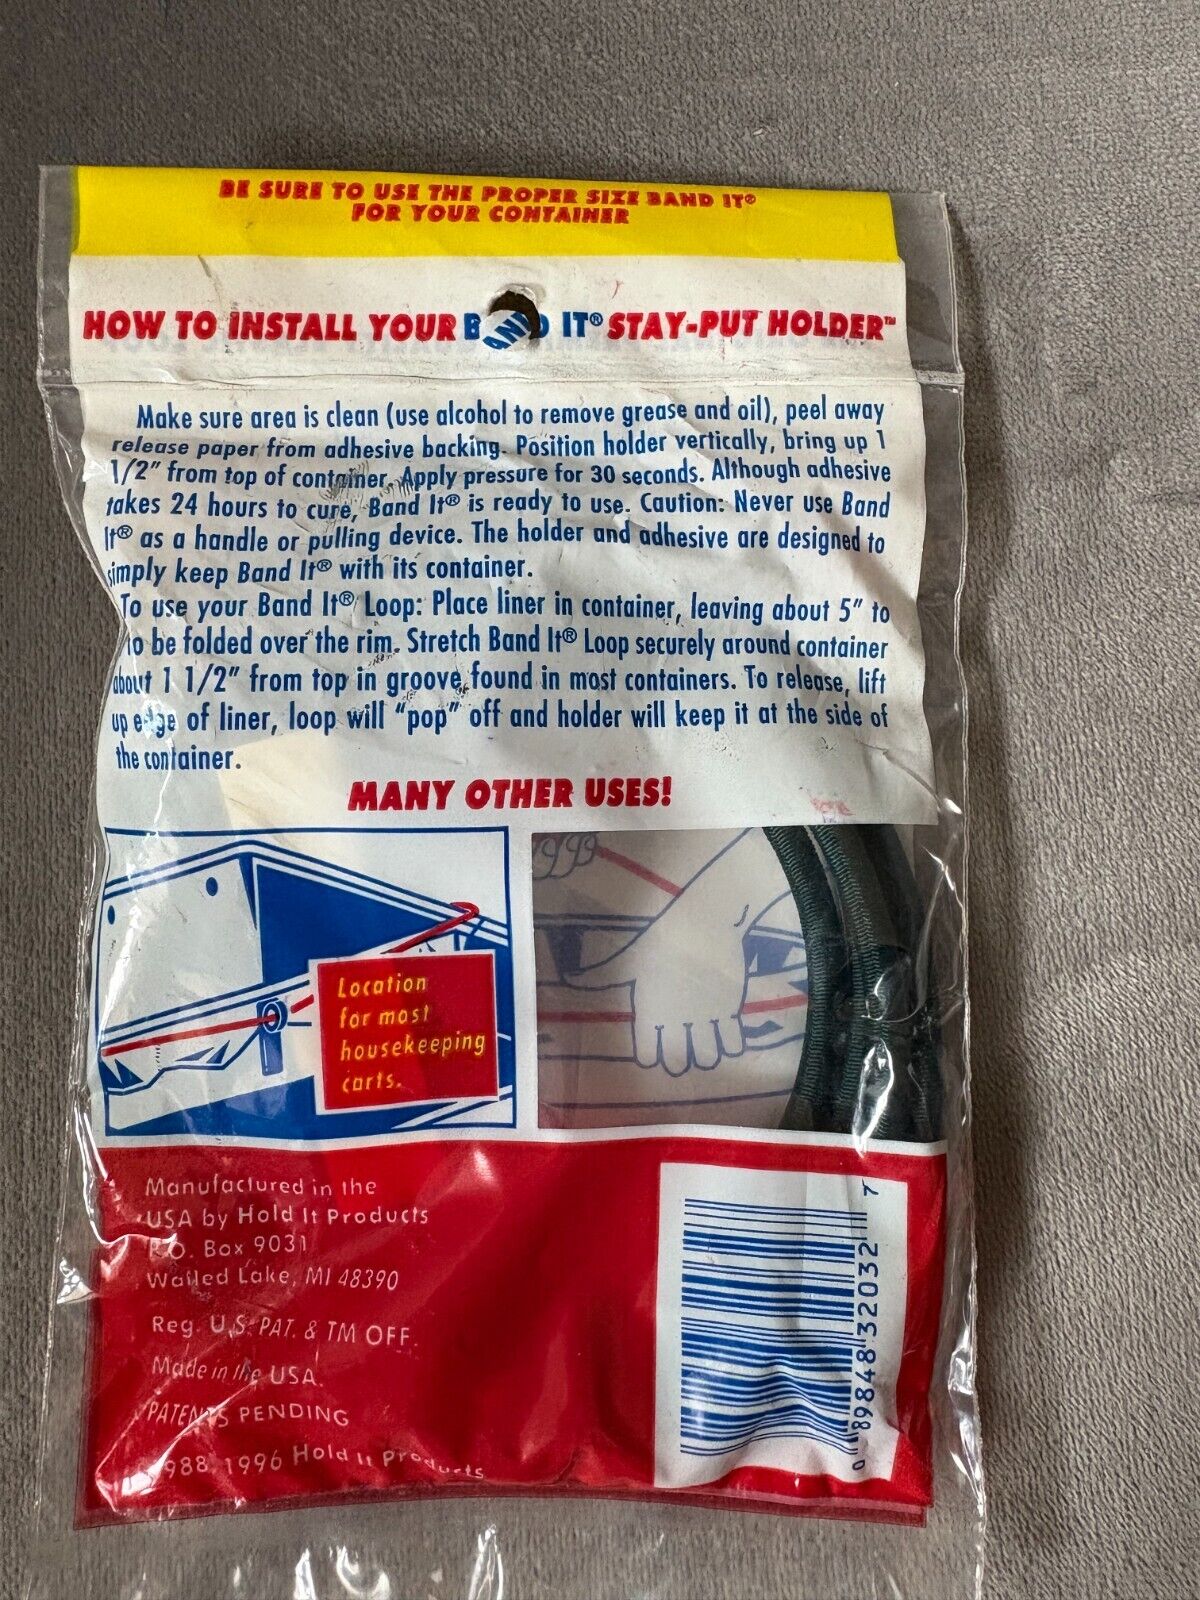 BE SURE TO USE THE PROPER SIZE BAND IT®
FOR YOUR CONTAINER
HOW TO INSTALL YOUR BAND IT® STAY-PUT HOLDER™
Make sure area is clean (use alcohol to remove grease and oil), peel away
release paper from adhesive backing. Position holder vertically, bring up 1
1/2" from top of container. Apply pressure for 30 seconds. Although adhesive
takes 24 hours to cure, Band It® is ready to use. Caution: Never use Band
It® as a handle or pulling device. The holder and adhesive are designed to
simply keep Band It® with its container.
To use your Band It® Loop: Place liner in container, leaving about 5" to
to be folded over the rim. Stretch Band It® Loop securely around container
about 1 1/2" from top in groove found in most containers. To release, lift
up edge of liner, loop will "pop" off and holder will keep it at the side of
the container.
MANY OTHER USES!
Location
for most
housekeeping
carts.
Manufactured in the
USA by Hold It Products
P.O. Box 9031
Walled Lake, MI 48390
Reg. U.S. PAT. & TM OFF.
Made in the USA.
PATENTS PENDING
1988, 1996 Hold It Products
0 89848 32032 7